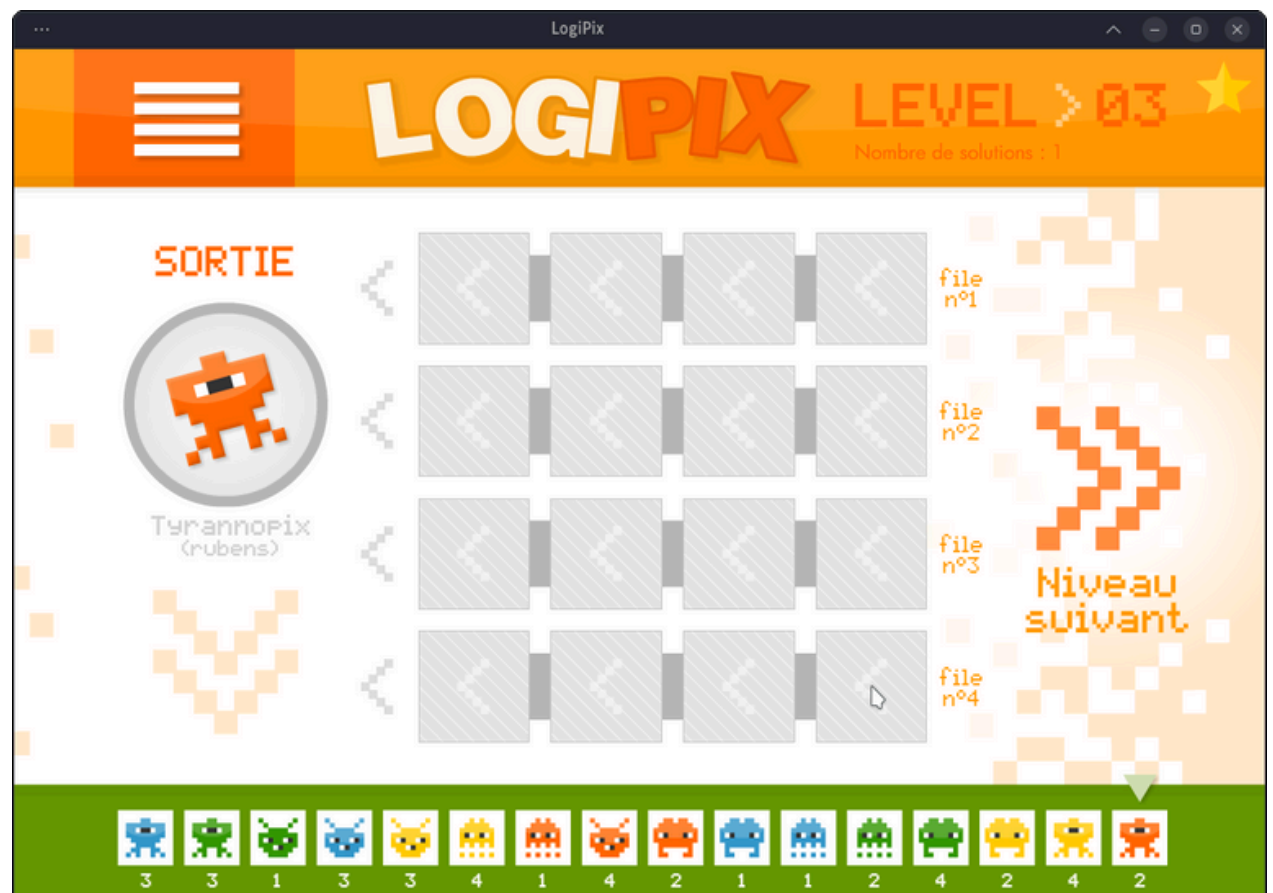 ...
LogiPix
LOGIPIX
LEVEL > 03
Nombre de solutions : 1
SORTIE
file
n°1
file
n°2
Tyrannopix
(rubens)
file
n°3
Niveau
suivant
file
n°4
3 3 1 3 3 4 1 4 2 1 1 2 4 2 4 2